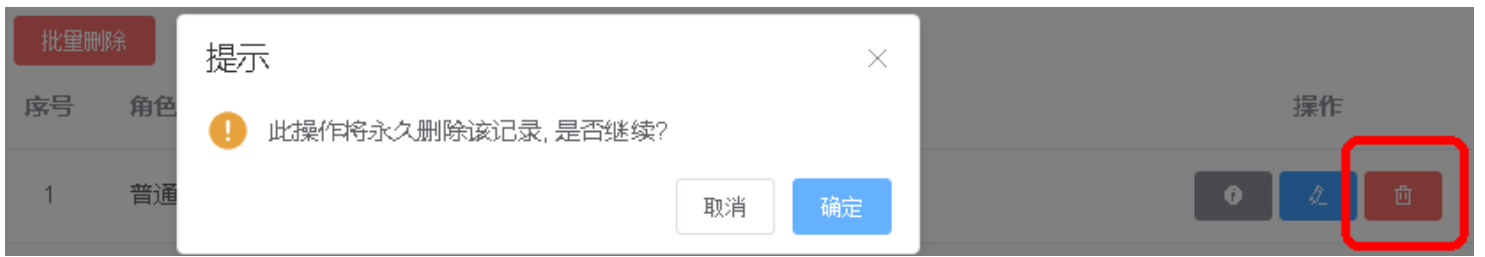 批量删除
提示
序号 角色 操作
此操作将永久删除该记录, 是否继续?
1 普通
取消 确定